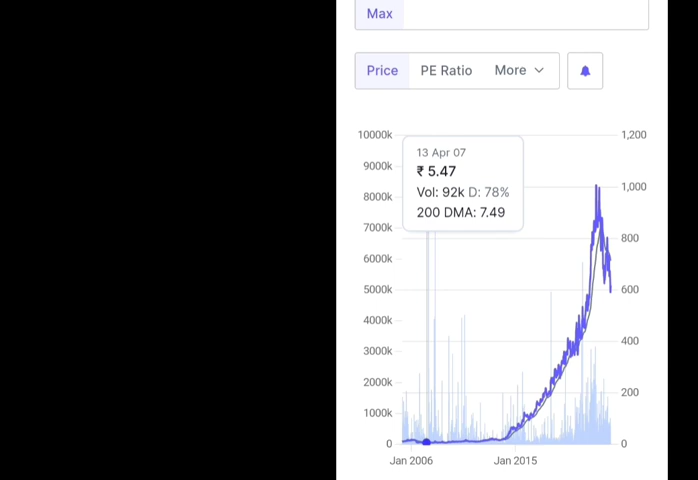 Max
Price PE Ratio More
10000k 1,200
13 Apr 07
9000k
₹ 5.47
8000k Vol: 92k D: 78% 1,000
200 DMA: 7.49
7000k
800
6000k
5000k 600
4000k
400
3000k
2000k 200
1000k
0 0
Jan 2006 Jan 2015